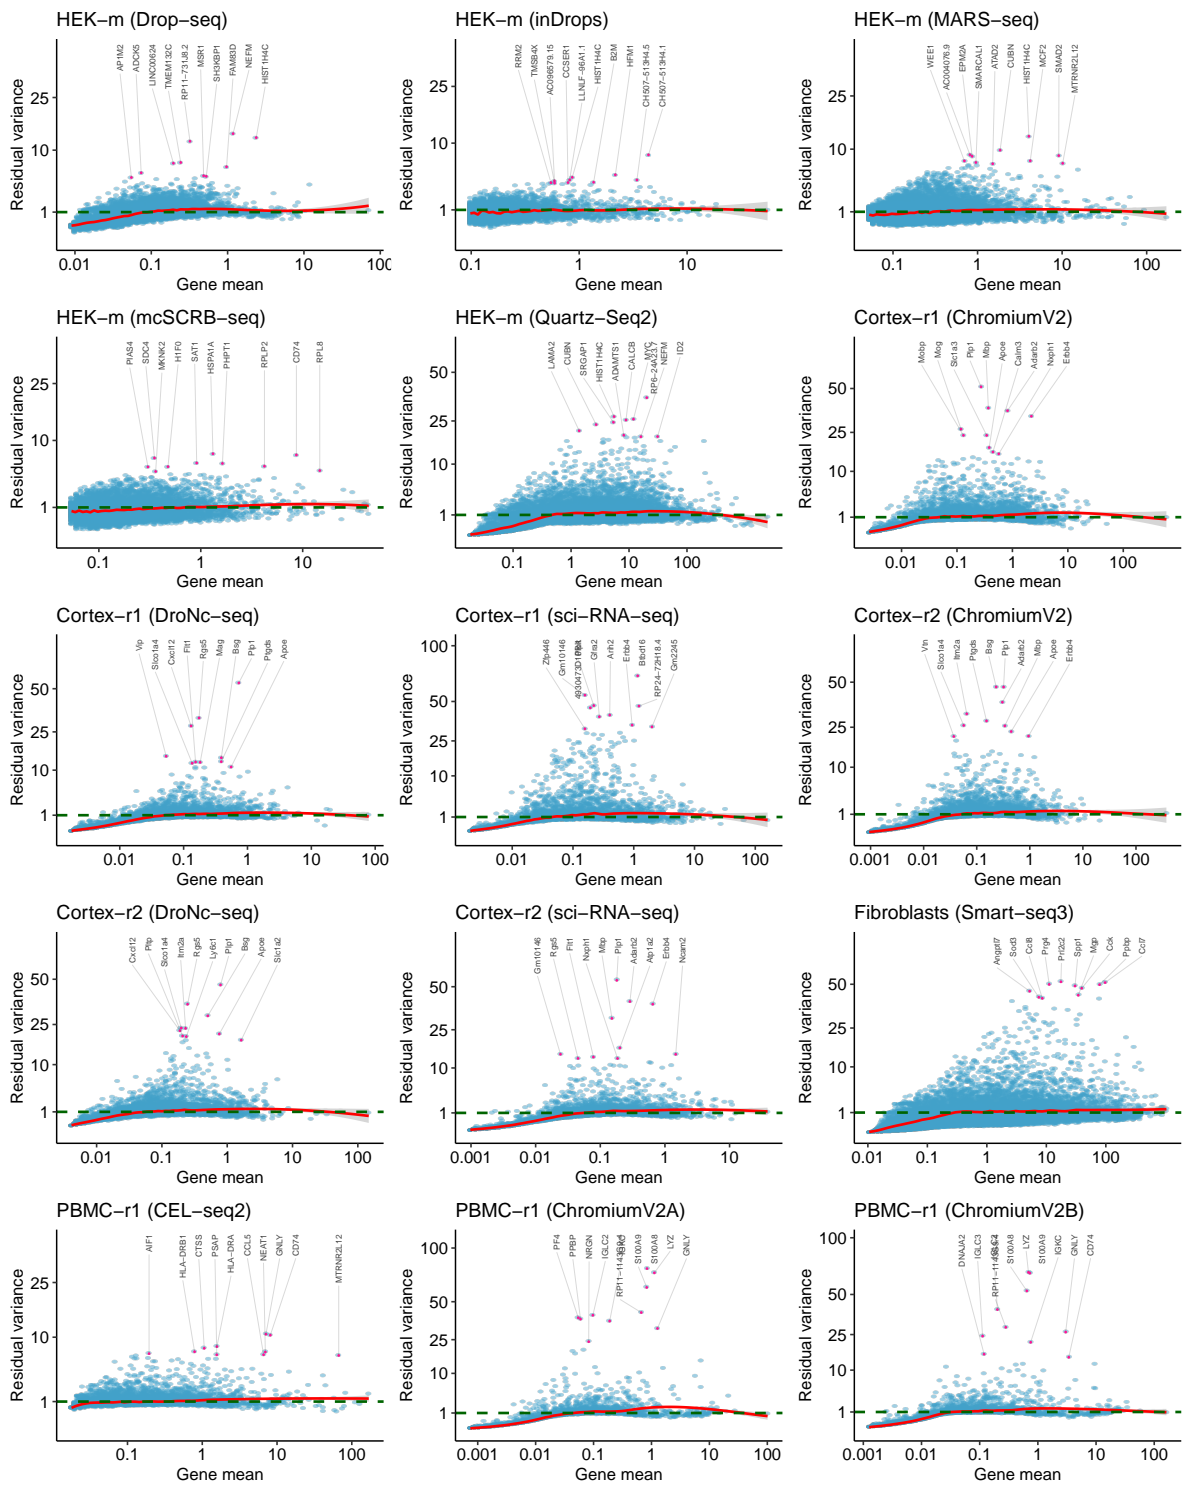 HEK−m (Drop−seq)
AP1M2
ADCK5
LINC00624
TMEM132C
RP11−731J8.2
MSR1
SH3KBP1
FAM83D
NEFM
HIST1H4C
Residual variance
25
10
1
0.01
0.1
1
10
100
Gene mean
HEK−m (inDrops)
RRM2
TMSB4X
AC096579.15
CCSER1
LLNLF−96A1.1
HIST1H4C
B2M
HFM1
CH507−513H4.5
CH507−513H4.1
Residual variance
10
1
0.1
1
10
Gene mean
HEK−m (MARS−seq)
WEE1
AC004076.9
EPM2A
SMARCAL1
ATAD2
CUBN
HIST1H4C
MCF2
SMAD2
MTRNR2L12
Residual variance
25
10
1
0.1
1
10
100
Gene mean
HEK−m (mcSCRB−seq)
PIAS4
SDC4
MKNK2
H1F0
SAT1
HSPA1A
PHPT1
RPLP2
CD74
RPL8
Residual variance
25
10
1
0.1
1
10
Gene mean
HEK−m (Quartz−Seq2)
LAMA2
CUBN
SRGAP1
HIST1H4C
ADAMTS1
CALCB
MYC
RP6−24A23.7
NEFM
ID2
Residual variance
50
25
10
1
0.1
1
10
100
Gene mean
Cortex−r1 (ChromiumV2)
Mobp
Mog
Slc1a3
Plp1
Mbp
Apoe
Calm3
Adarb2
Nxph1
Erbb4
Residual variance
50
25
10
1
0.01
0.1
1
10
100
Gene mean
Cortex−r1 (DroNc−seq)
Vip
Slco1a4
Cxcl12
Flt1
Rgs5
Mag
Bsg
Plp1
Ptgds
Apoe
Residual variance
50
25
10
1
0.01
0.1
1
10
100
Gene mean
Cortex−r1 (sci−RNA−seq)
Zfp446
Gm10146
Gfra2
Arih2
Erbb4
Btbd16
RP24−72H18.4
Gm2245
Residual variance
100
50
25
10
1
0.01
0.1
1
10
100
Gene mean
Cortex−r2 (ChromiumV2)
Vtn
Slco1a4
Itm2a
Ptgds
Bsg
Plp1
Adarb2
Mbp
Apoe
Erbb4
Residual variance
50
25
10
1
0.001
0.01
0.1
1
10
100
Gene mean
Cortex−r2 (DroNc−seq)
Cxcl12
Pltp
Slco1a4
Itm2a
Rgs5
Ly6c1
Plp1
Bsg
Apoe
Slc1a2
Residual variance
50
25
10
1
0.01
0.1
1
10
100
Gene mean
Cortex−r2 (sci−RNA−seq)
Gm10146
Rgs5
Flt1
Nxph1
Mbp
Plp1
Adarb2
Atp1a2
Erbb4
Ncam2
Residual variance
50
25
10
1
0.001
0.01
0.1
1
10
Gene mean
Fibroblasts (Smart−seq3)
Angptl7
Sod3
Ccl8
Prg4
Prl2c2
Spp1
Mgp
Cck
Ppbp
Ccl7
Residual variance
50
25
10
1
0.01
0.1
1
10
100
Gene mean
PBMC−r1 (CEL−seq2)
AIF1
HLA−DRB1
CTSS
PSAP
HLA−DRA
CCL5
NEAT1
GNLY
CD74
MTRNR2L12
Residual variance
25
10
1
0.1
1
10
100
Gene mean
PBMC−r1 (ChromiumV2A)
PF4
PPBP
NRGN
IGLC2
S100A9
S100A8
LYZ
GNLY
Residual variance
100
50
25
10
1
0.001
0.01
0.1
1
10
100
Gene mean
PBMC−r1 (ChromiumV2B)
DNAJA2
IGLC3
S100A8
LYZ
S100A9
IGKC
GNLY
CD74
Residual variance
100
50
25
10
1
0.001
0.01
0.1
1
10
100
Gene mean